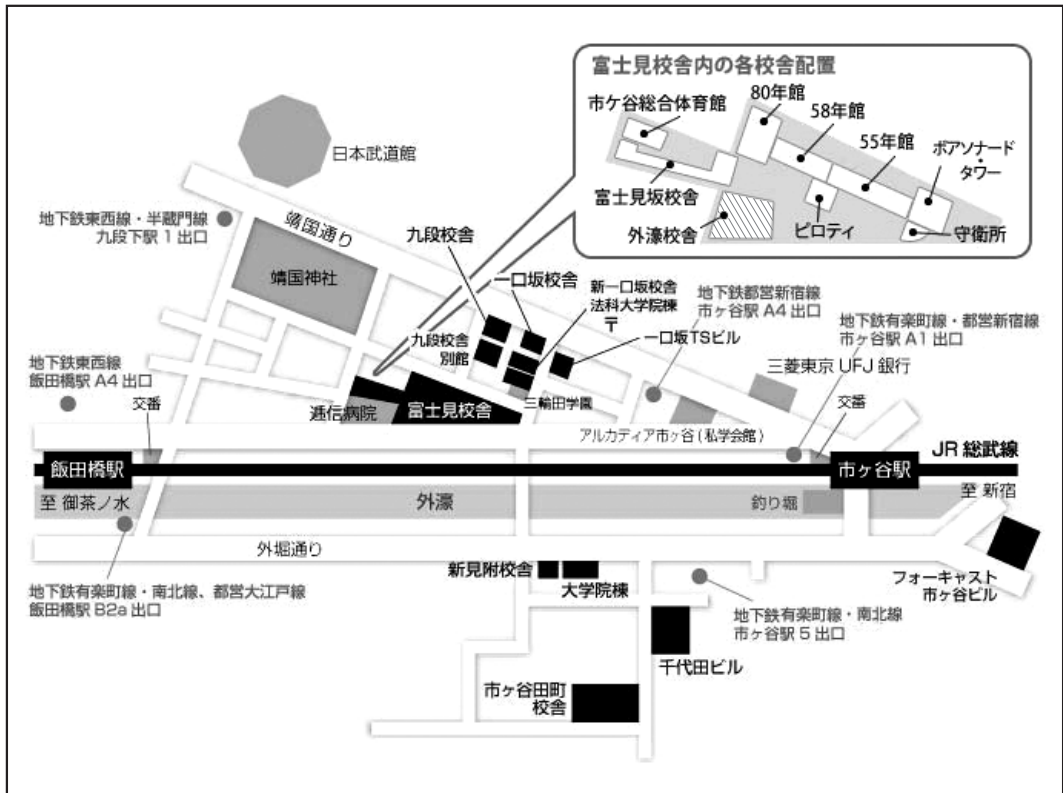 富士見校舎内の各校舎配置
市ケ谷総合体育館
80年館
58年館
55年館
ボアソナード
・
タワー
富士見坂校舎
外濠校舎
ピロティ
守衛所
日本武道館
地下鉄東西線・半蔵門線
九段下駅 1 出口
靖国通り
靖国神社
九段校舎
一口坂校舎
新一口坂校舎
法科大学院棟
〒
九段校舎
別館
一口坂TSビル
地下鉄都営新宿線
市ヶ谷駅 A4 出口
地下鉄有楽町線・都営新宿線
市ヶ谷駅 A1 出口
三菱東京 UFJ 銀行
交番
地下鉄東西線
飯田橋駅 A4 出口
交番
逓信病院
富士見校舎
三輪田学園
アルカディア市ヶ谷 ( 私学会館 )
JR 総武線
飯田橋駅
市ヶ谷駅
至 御茶ノ水
外濠
釣り堀
至 新宿
外堀通り
新見附校舎
大学院棟
フォーキャスト
市ヶ谷ビル
地下鉄有楽町線・南北線、都営大江戸線
飯田橋駅 B2a 出口
地下鉄有楽町線・南北線
市ヶ谷駅 5 出口
千代田ビル
市ヶ谷田町
校舎